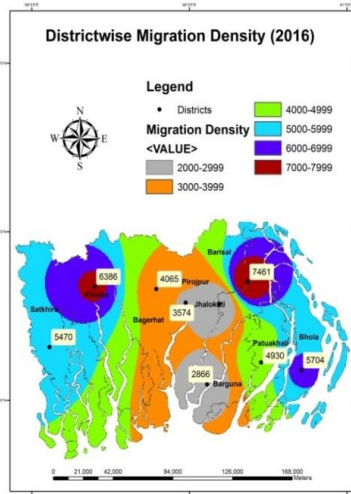 Districtwise Migration Density (2016)
Legend
Districts
Migration Density
<VALUE>
2000-2999
3000-3999
4000-4999
5000-5999
6000-6999
7000-7999
N
W E
S
Barisal
6386
7461
4065
Pirojpur
Khulna
Satkhira
3574
Jhalokati
Bagerhat
Patuakhali
Bhola
5470
4930
5704
2866
Barguna
0 21,000 42,000 84,000 126,000 168,000
Meters